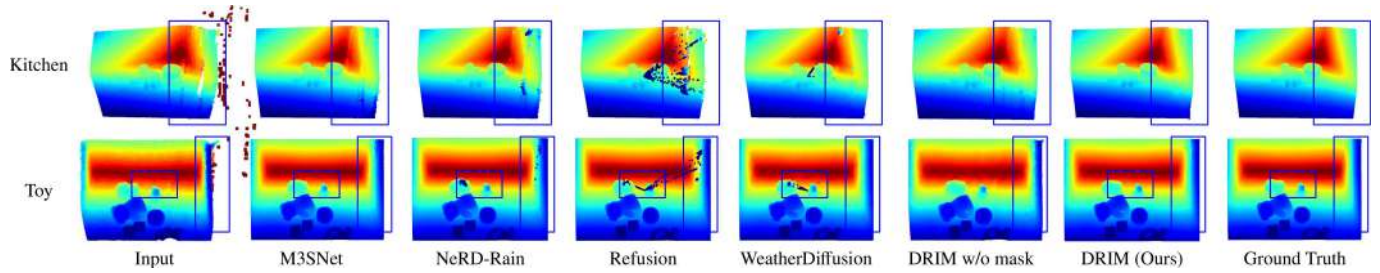 Kitchen
Toy
Input M3SNet NeRD-Rain Refusion WeatherDiffusion DRIM w/o mask DRIM (Ours) Ground Truth